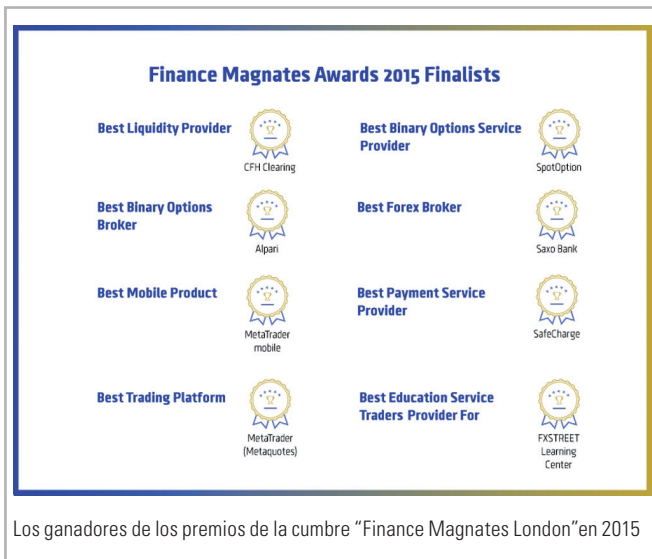 Finance Magnates Awards 2015 Finalists
Best Liquidity Provider
CFH Clearing
Best Binary Options Service
Provider
SpotOption
Best Binary Options
Broker
Alpari
Best Forex Broker
Saxo Bank
Best Mobile Product
MetaTrader
mobile
Best Payment Service
Provider
SafeCharge
Best Trading Platform
MetaTrader
(Metaquotes)
Best Education Service
Traders Provider For
FXSTREET
Learning
Center
Los ganadores de los premios de la cumbre “Finance Magnates London”en 2015